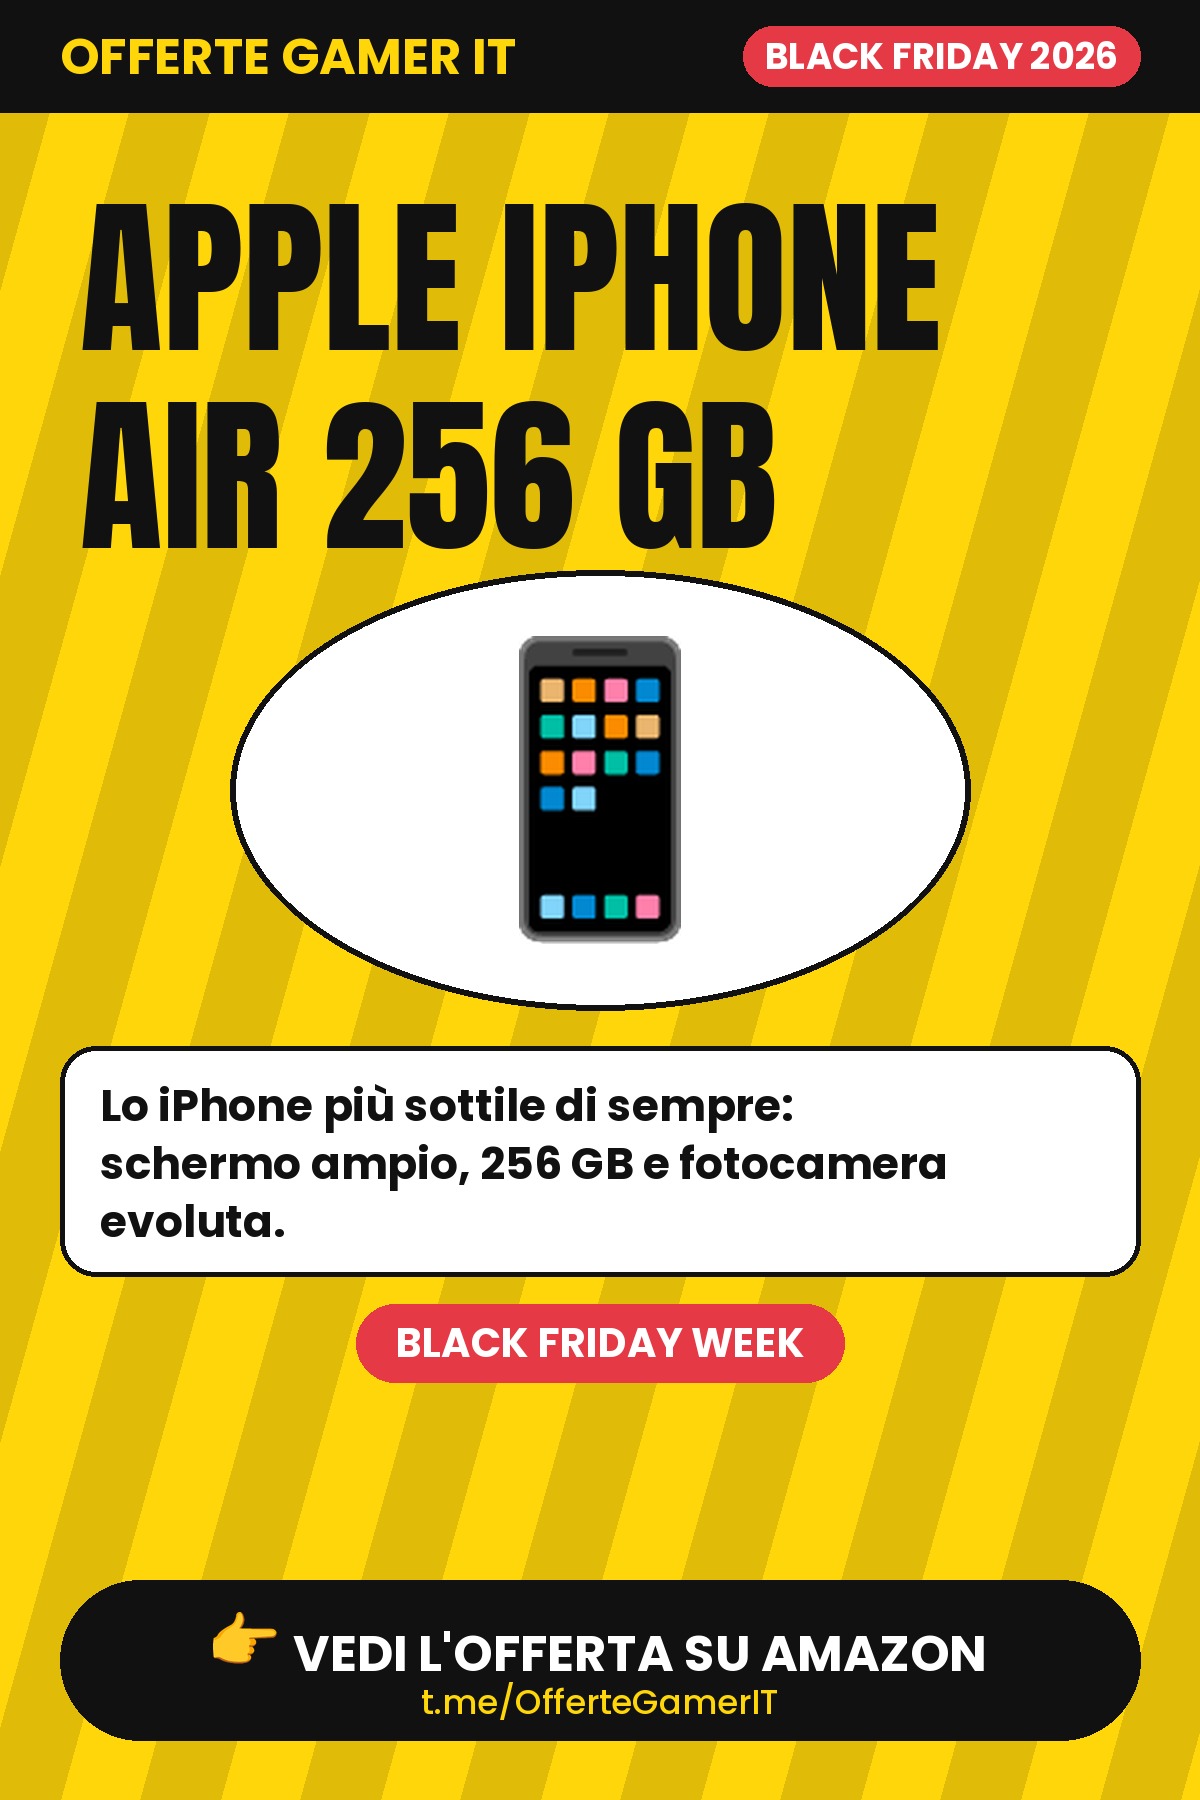 OFFERTE GAMER IT
BLACK FRIDAY 2026
APPLE IPHONE
AIR 256 GB
Lo iPhone più sottile di sempre:
schermo ampio, 256 GB e fotocamera
evoluta.
BLACK FRIDAY WEEK
👉 VEDI L'OFFERTA SU AMAZON
t.me/OfferteGamerIT